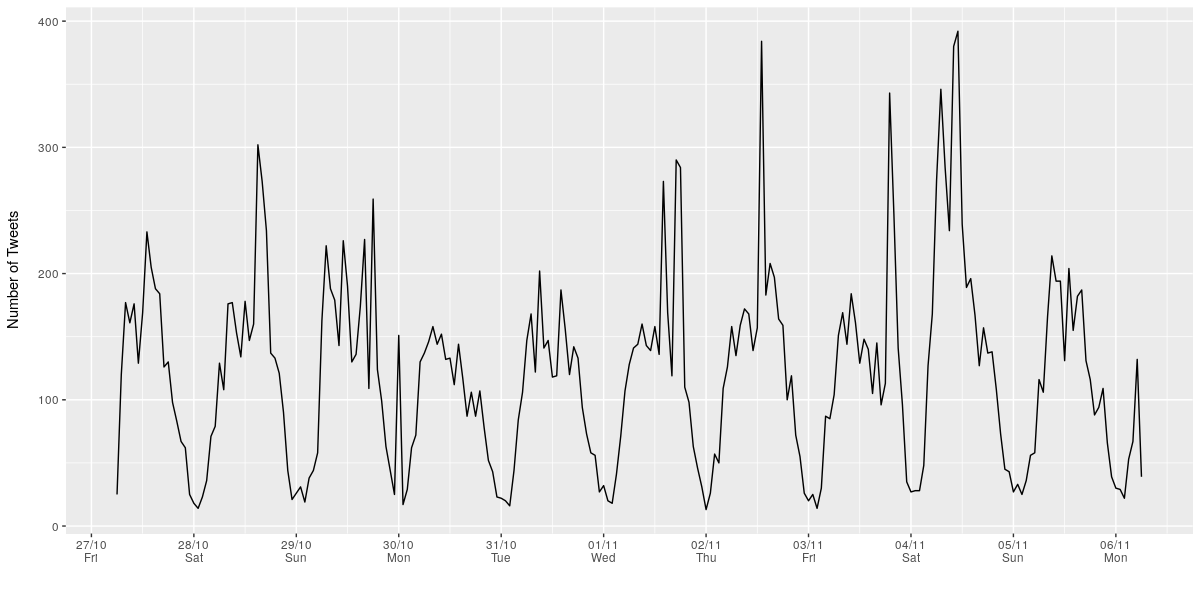 Number of Tweets
400
300
200
100
0
27/10 28/10 29/10 30/10 31/10 01/11 02/11 03/11 04/11 05/11 06/11
Fri Sat Sun Mon Tue Wed Thu Fri Sat Sun Mon